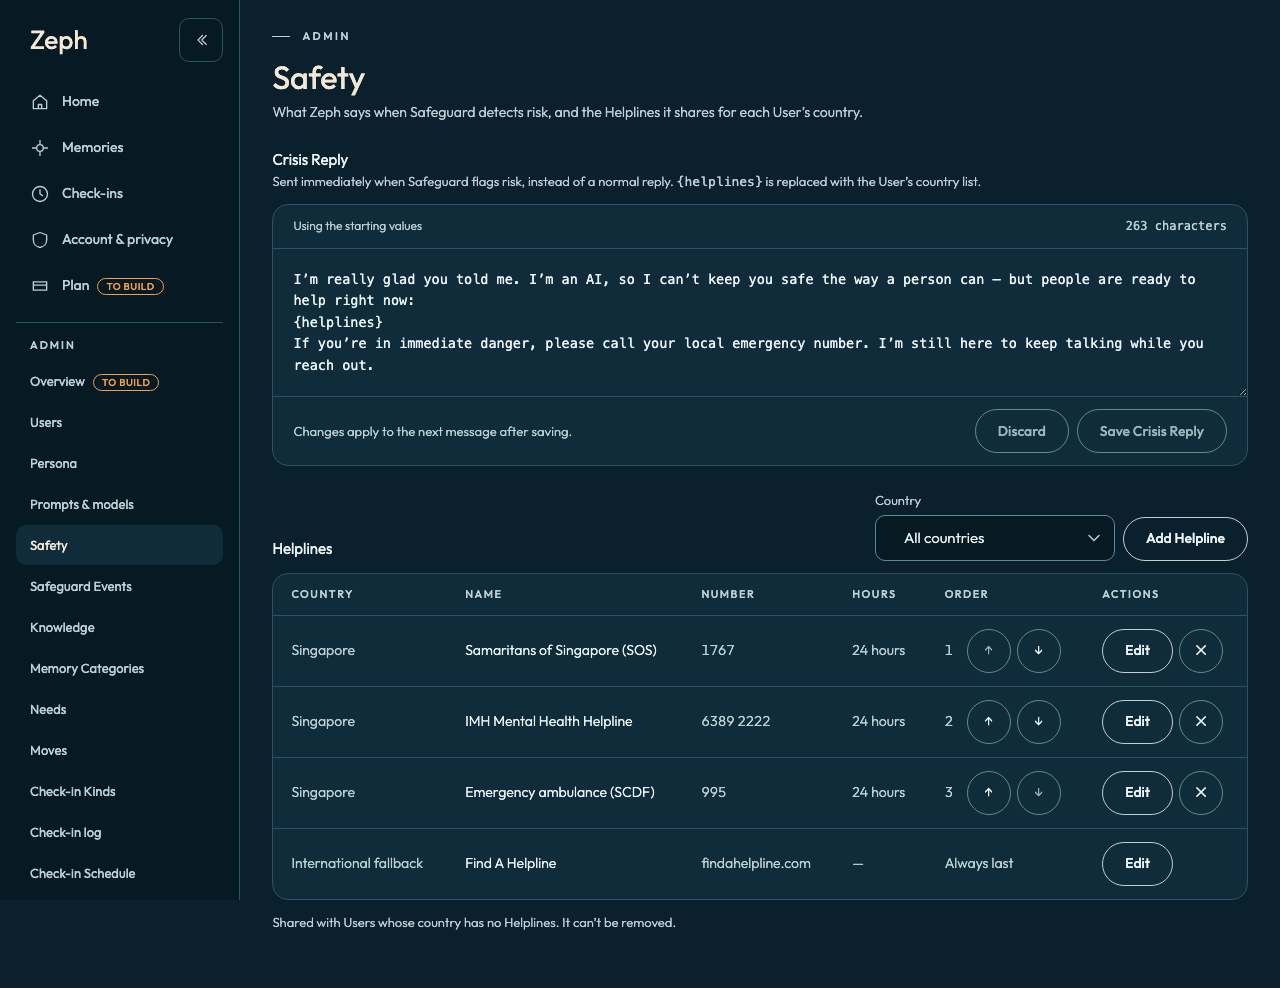 Zeph
Home
Memories
Check-ins
Account & privacy
Plan TO BUILD
ADMIN
Overview TO BUILD
Users
Persona
Prompts & models
Safety
Safeguard Events
Knowledge
Memory Categories
Needs
Moves
Check-in Kinds
Check-in log
Check-in Schedule
ADMIN
Safety
What Zeph says when Safeguard detects risk, and the Helplines it shares for each User’s country.
Crisis Reply
Sent immediately when Safeguard flags risk, instead of a normal reply. {helplines} is replaced with the User’s country list.
Using the starting values 263 characters
I’m really glad you told me. I’m an AI, so I can’t keep you safe the way a person can — but people are ready to
help right now:
{helplines}
If you’re in immediate danger, please call your local emergency number. I’m still here to keep talking while you
reach out.
Changes apply to the next message after saving. Discard Save Crisis Reply
Country
Helplines All countries Add Helpline
COUNTRY NAME NUMBER HOURS ORDER ACTIONS
Singapore Samaritans of Singapore (SOS) 1767 24 hours 1 ↑ ↓ Edit ✕
Singapore IMH Mental Health Helpline 6389 2222 24 hours 2 ↑ ↓ Edit ✕
Singapore Emergency ambulance (SCDF) 995 24 hours 3 ↑ ↓ Edit ✕
International fallback Find A Helpline findahelpline.com — Always last Edit
Shared with Users whose country has no Helplines. It can’t be removed.